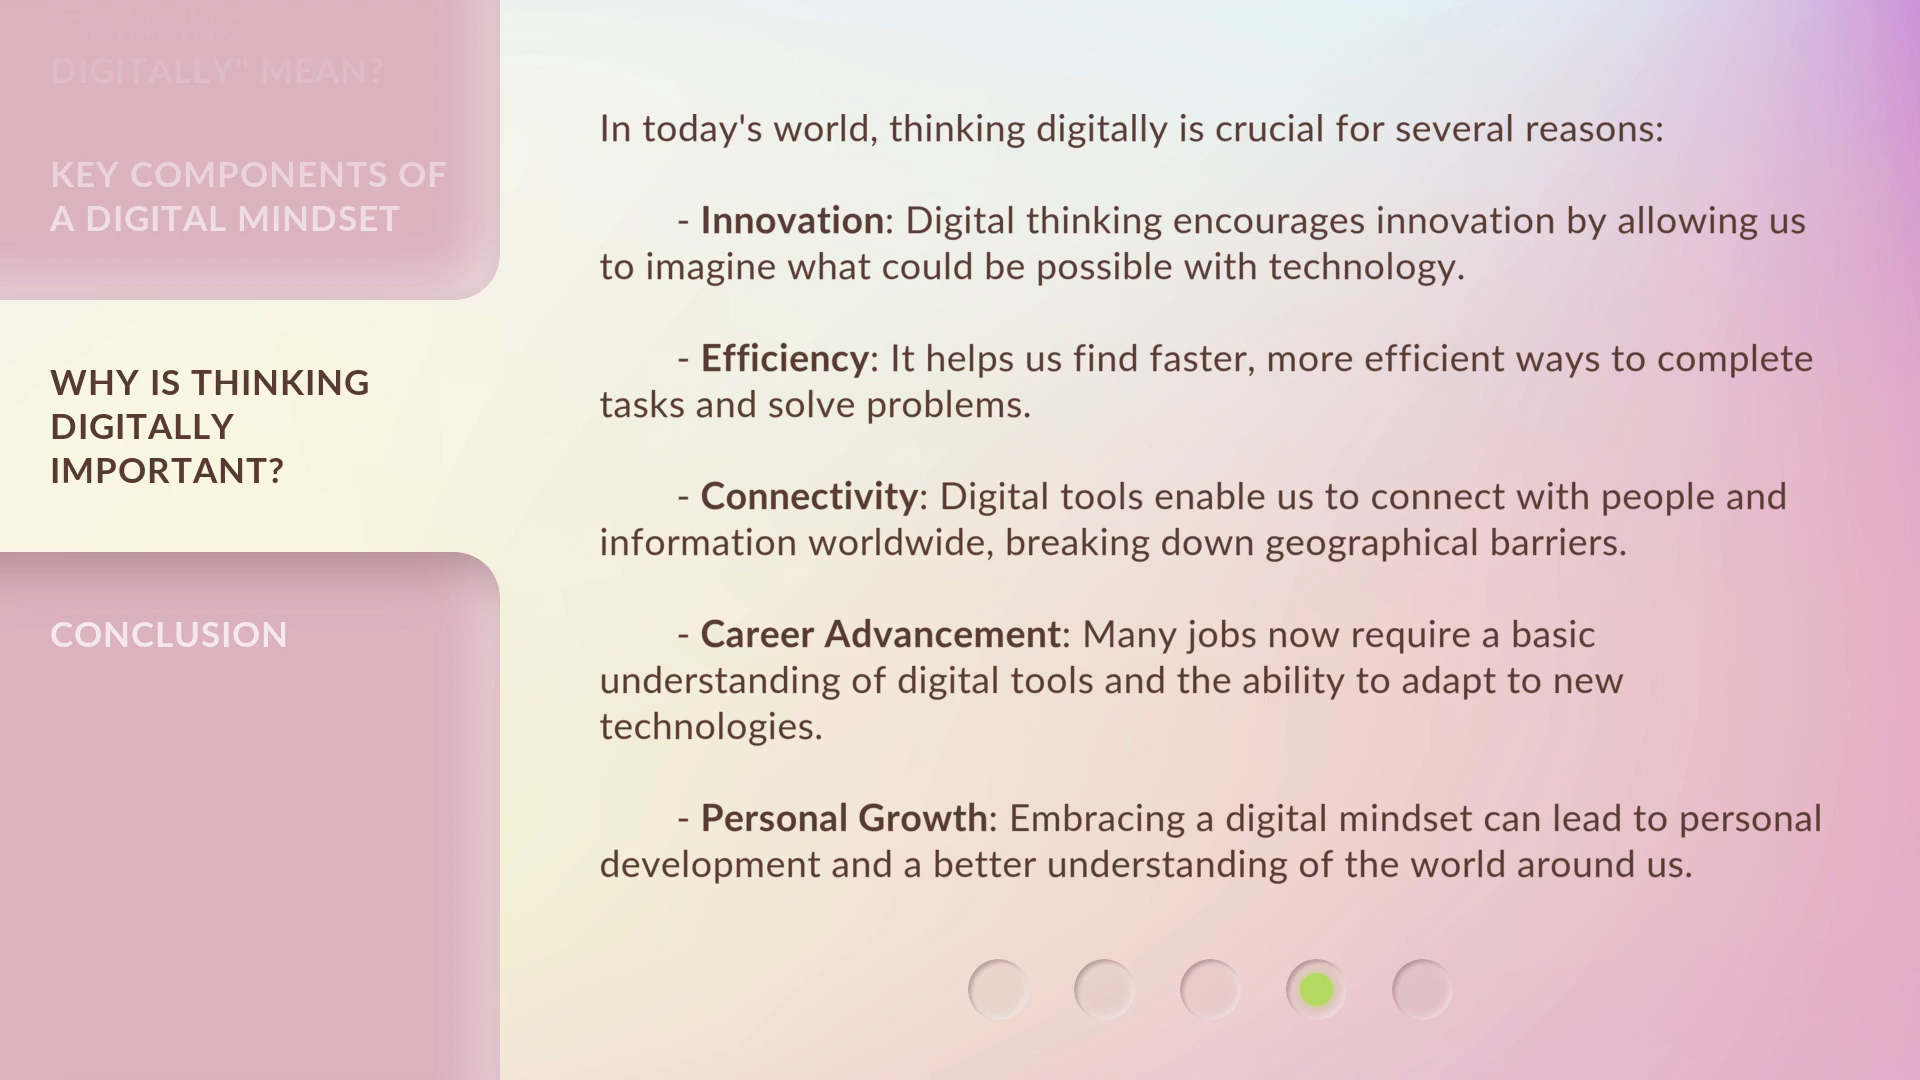 DIGITALLY" MEAN?
KEY COMPONENTS OF
A DIGITAL MINDSET
WHY IS THINKING
DIGITALLY
IMPORTANT?
CONCLUSION
In today's world, thinking digitally is crucial for several reasons:
- Innovation: Digital thinking encourages innovation by allowing us
to imagine what could be possible with technology.
- Efficiency: It helps us find faster, more efficient ways to complete
tasks and solve problems.
- Connectivity: Digital tools enable us to connect with people and
information worldwide, breaking down geographical barriers.
- Career Advancement: Many jobs now require a basic
understanding of digital tools and the ability to adapt to new
technologies.
- Personal Growth: Embracing a digital mindset can lead to personal
development and a better understanding of the world around us.